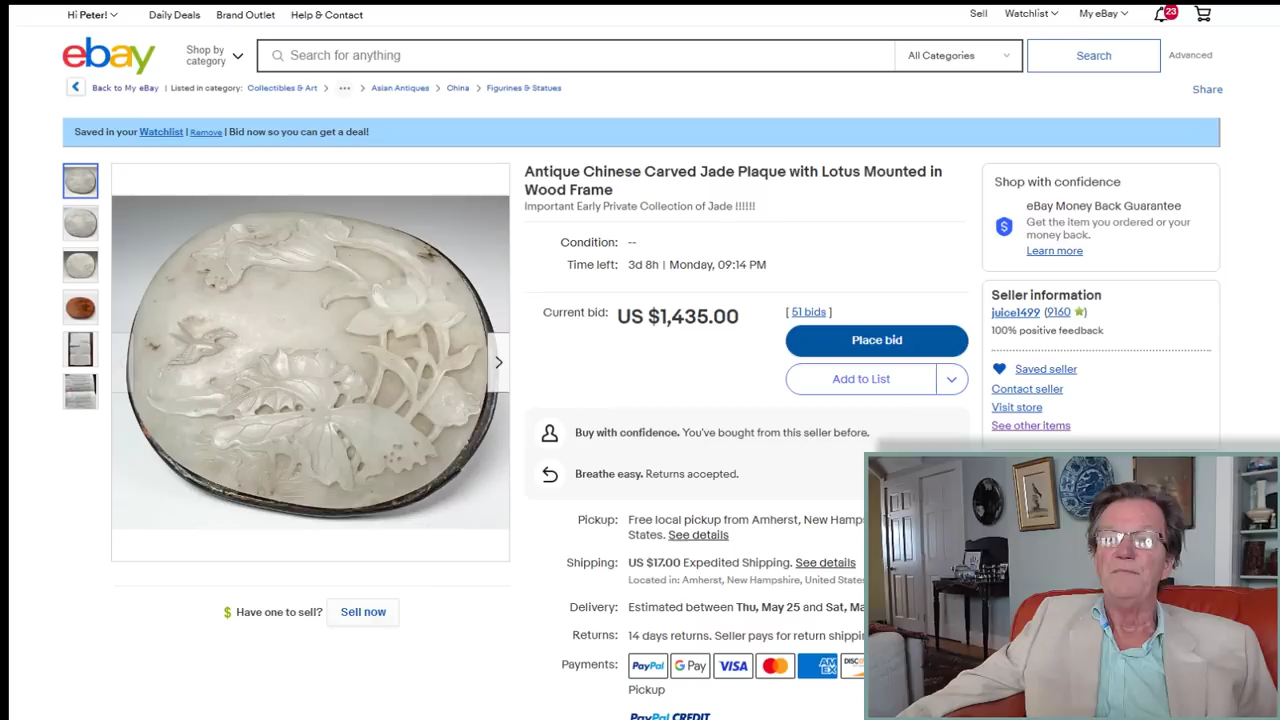 Hi Peter!
Daily Deals
Brand Outlet
Help & Contact
Sell
Watchlist
My eBay
23
ebay
Shop by
category
Search for anything
All Categories
Search
Advanced
Back to My eBay | Listed in category: Collectibles & Art > ... > Asian Antiques > China > Figurines & Statues
Share
Saved in your Watchlist | Remove | Bid now so you can get a deal!
Antique Chinese Carved Jade Plaque with Lotus Mounted in
Wood Frame
Important Early Private Collection of Jade !!!!!!
Condition: --
Time left: 3d 8h | Monday, 09:14 PM
Current bid: US $1,435.00
[ 51 bids ]
Place bid
Add to List
Buy with confidence. You've bought from this seller before.
Breathe easy. Returns accepted.
Pickup: Free local pickup from Amherst, New Hamp
States. See details
Shipping: US $17.00 Expedited Shipping. See details
Located in: Amherst, New Hampshire, United State
Delivery: Estimated between Thu, May 25 and Sat, Ma
Returns: 14 days returns. Seller pays for return shippin
Payments: PayPal G Pay VISA AM EX DISC
Pickup
PayPal CREDIT
$ Have one to sell? Sell now
Shop with confidence
eBay Money Back Guarantee
Get the item you ordered or your
money back.
Learn more
Seller information
juice1499 (9160)
100% positive feedback
Saved seller
Contact seller
Visit store
See other items